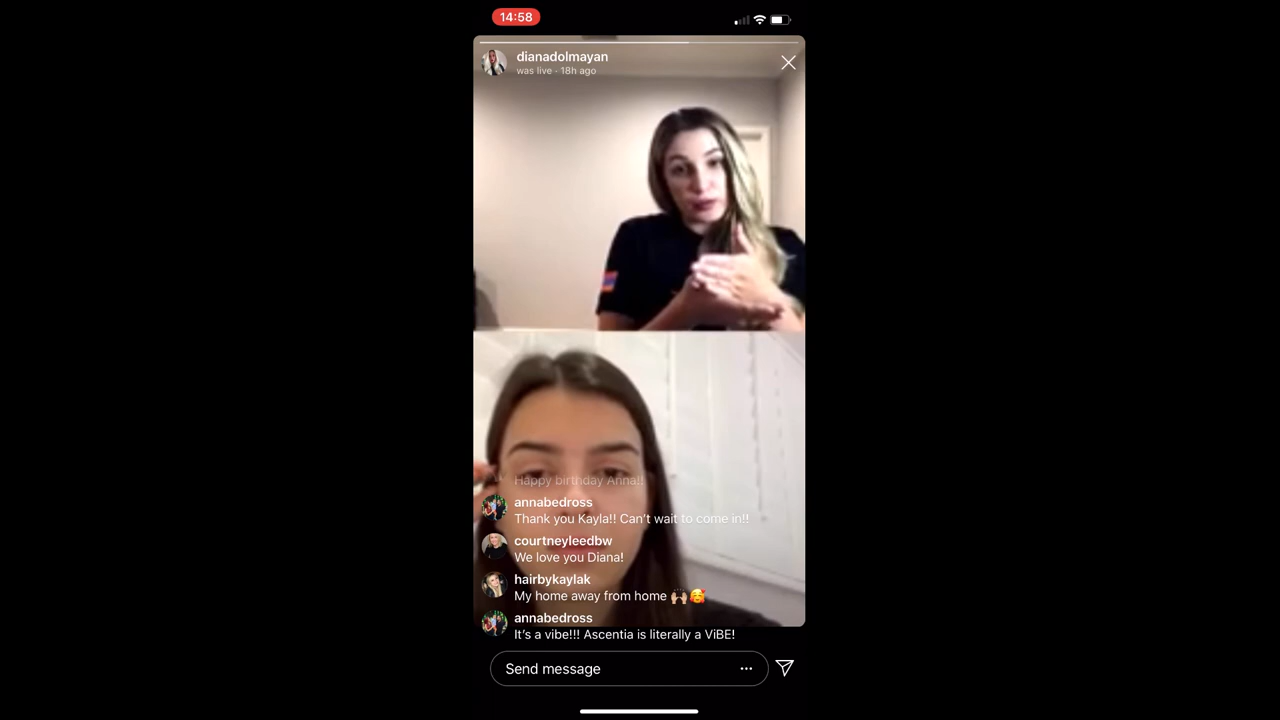 14:58
dianadolmayan
was live · 18h ago
Happy birthday Anna!!
annabedross
Thank you Kayla!! Can't wait to come in!!
courtneyleedbw
We love you Diana!
hairbykaylak
My home away from home 🙌🏼🥰
annabedross
It's a vibe!!! Ascentia is literally a ViBE!
Send message